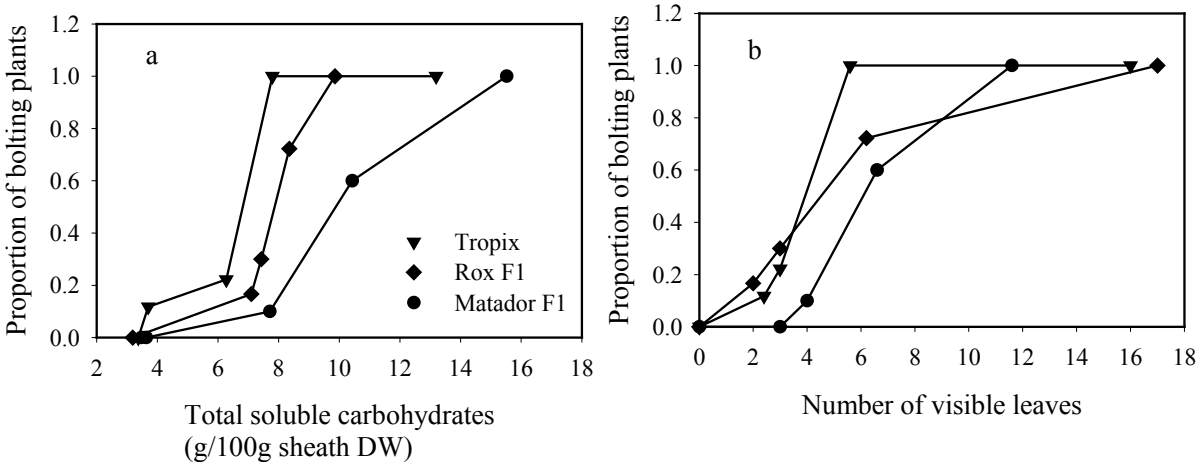 Proportion of bolting plants
1.2
1.0
0.8
0.6
0.4
0.2
0.0
a
Tropix
Rox F1
Matador F1
2 4 6 8 10 12 14 16 18
Total soluble carbohydrates
(g/100g sheath DW)
Proportion of bolting plants
1.2
1.0
0.8
0.6
0.4
0.2
0.0
b
0 2 4 6 8 10 12 14 16 18
Number of visible leaves